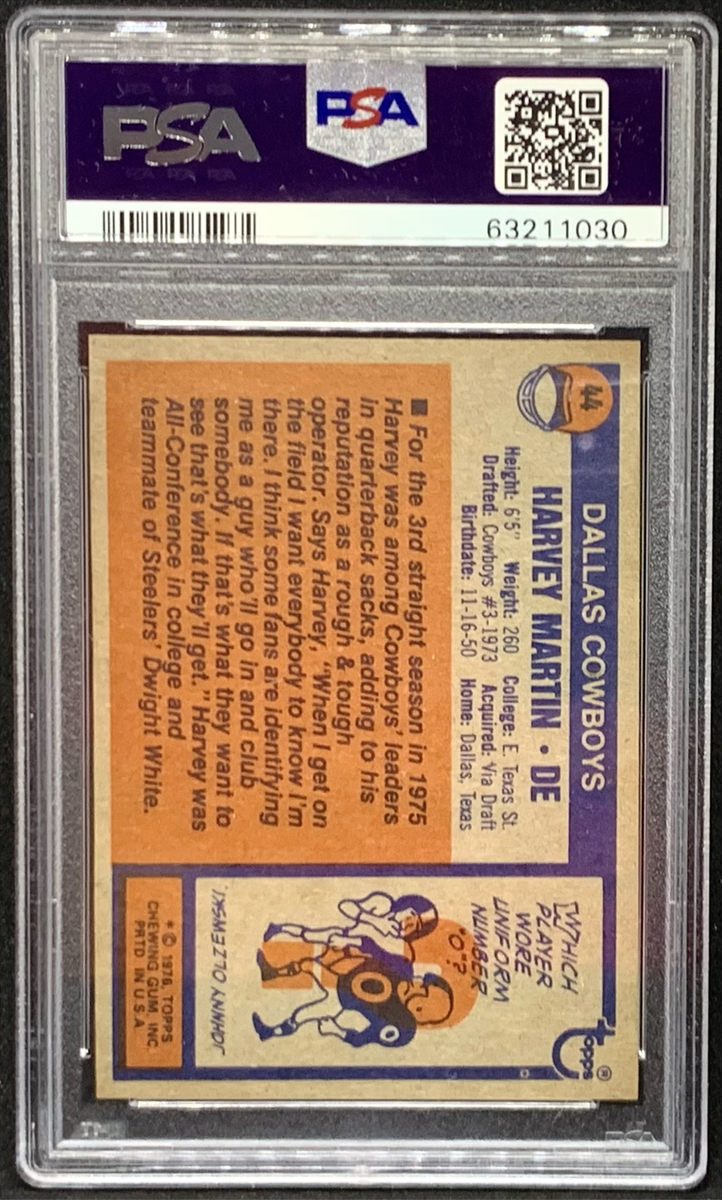 PSA
PSA
63211030
44
DALLAS COWBOYS
HARVEY MARTIN • DE
Height: 6'5" Weight: 260 College: E. Texas St.
Drafted: Cowboys #3-1973 Acquired: Via Draft
Birthdate: 11-16-50 Home: Dallas, Texas
■ For the 3rd straight season in 1975
Harvey was among Cowboys' leaders
in quarterback sacks, adding to his
reputation as a rough & tough
operator. Says Harvey, "When I get on
the field I want everybody to know I'm
there. I think some fans are identifying
me as a guy who'll go in and club
somebody. If that's what they want to
see that's what they'll get." Harvey was
All-Conference in college and
teammate of Steelers' Dwight White.
topps®
WHICH
PLAYER
WORE
UNIFORM
NUMBER
"0"?
0
0
JOHNNY OLZEWSKI.
* © 1976, TOPPS
CHEWING GUM, INC.
PRTD. IN U.S.A.